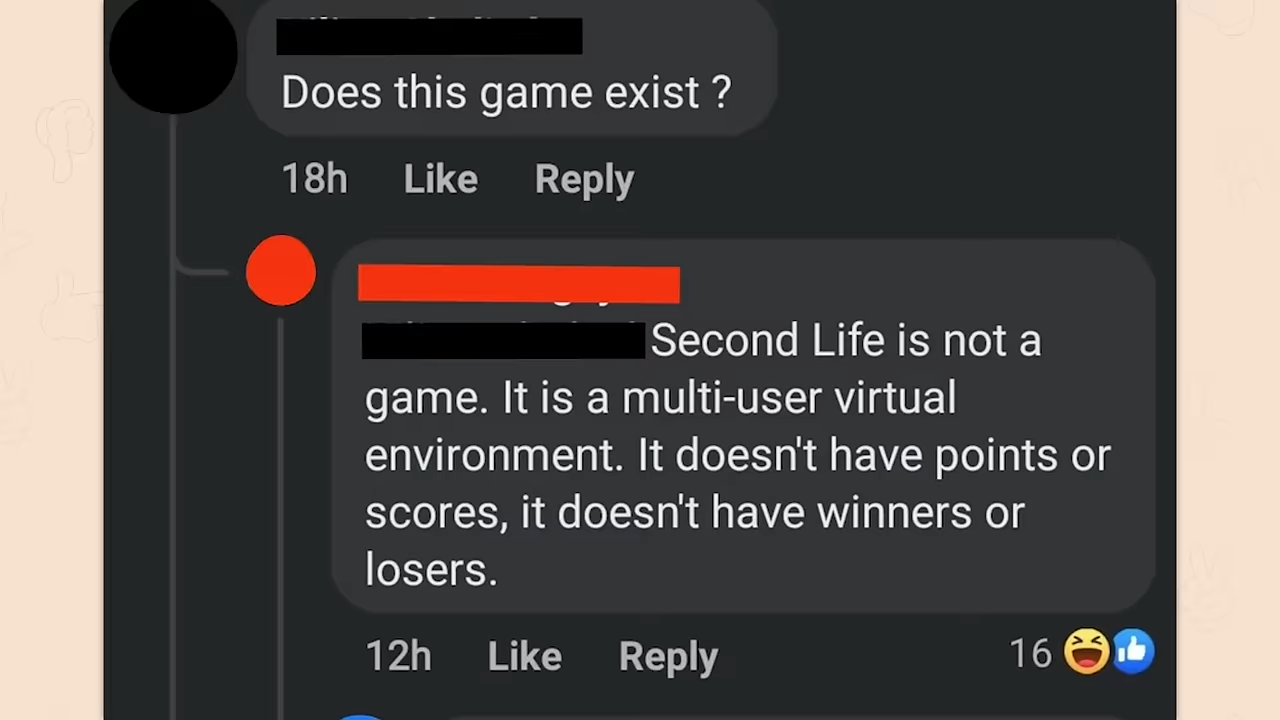 Does this game exist ?
18h Like Reply
Second Life is not a
game. It is a multi-user virtual
environment. It doesn't have points or
scores, it doesn't have winners or
losers.
12h Like Reply 16